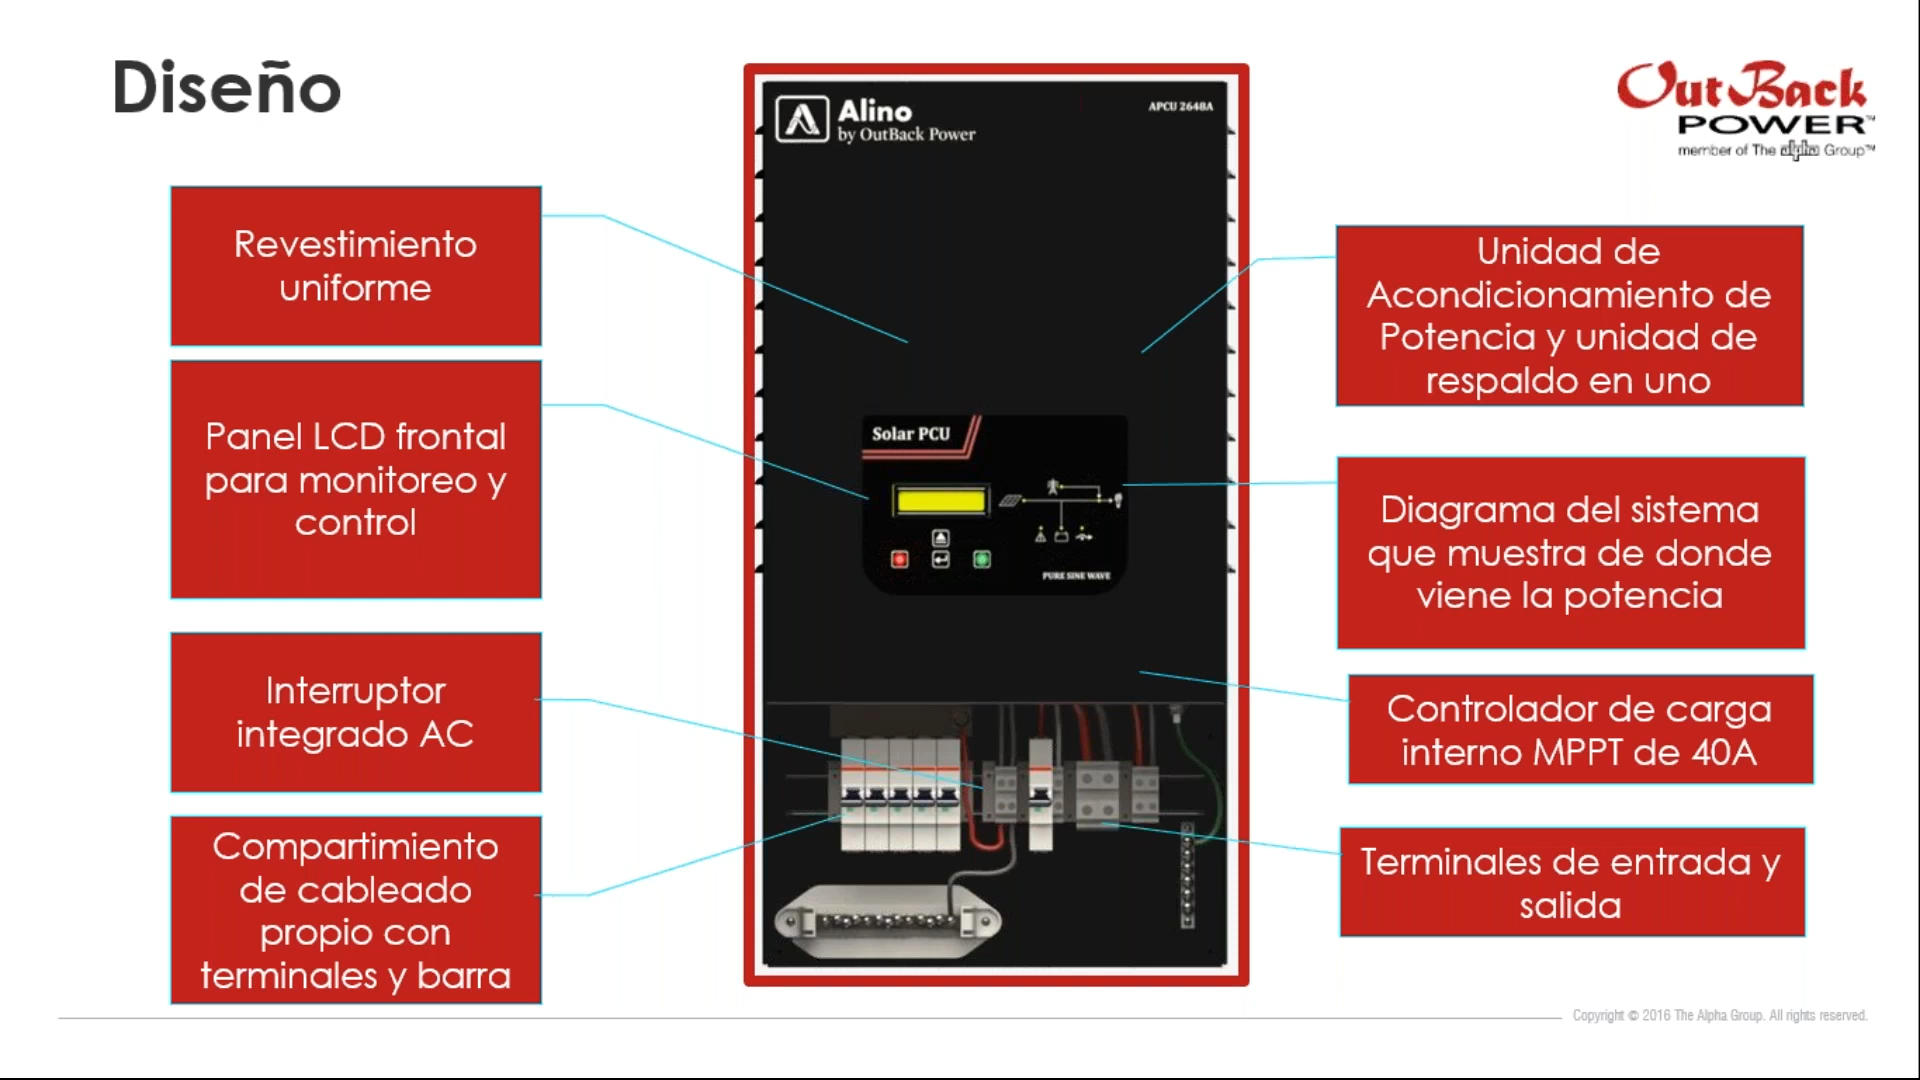 Diseño
Alino
by OutBack Power
APCU 2648A
OutBack
POWER™
member of The alpha Group™
Revestimiento
uniforme
Panel LCD frontal
para monitoreo y
control
Interruptor
integrado AC
Compartimiento
de cableado
propio con
terminales y barra
Solar PCU
PURE SINE WAVE
Unidad de
Acondicionamiento de
Potencia y unidad de
respaldo en uno
Diagrama del sistema
que muestra de donde
viene la potencia
Controlador de carga
interno MPPT de 40A
Terminales de entrada y
salida
Copyright © 2016 The Alpha Group. All rights reserved.